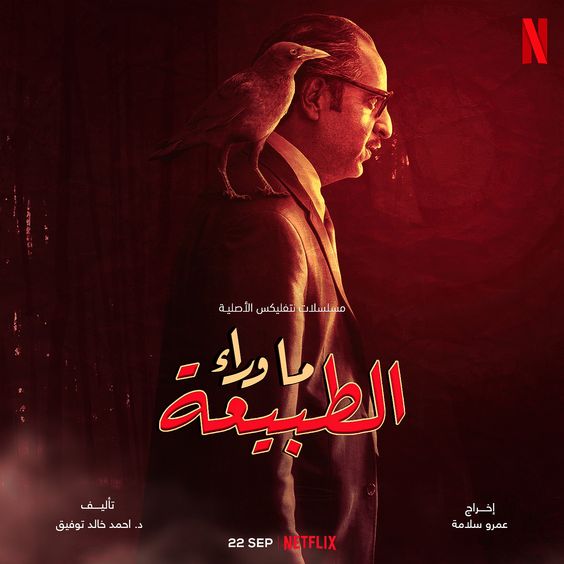 N
مسلسلات نتفليكس الأصلية
ما وراء
الطبيعة
إخراج
عمرو سلامة
تأليف
د. احمد خالد توفيق
22 SEP | NETFLIX